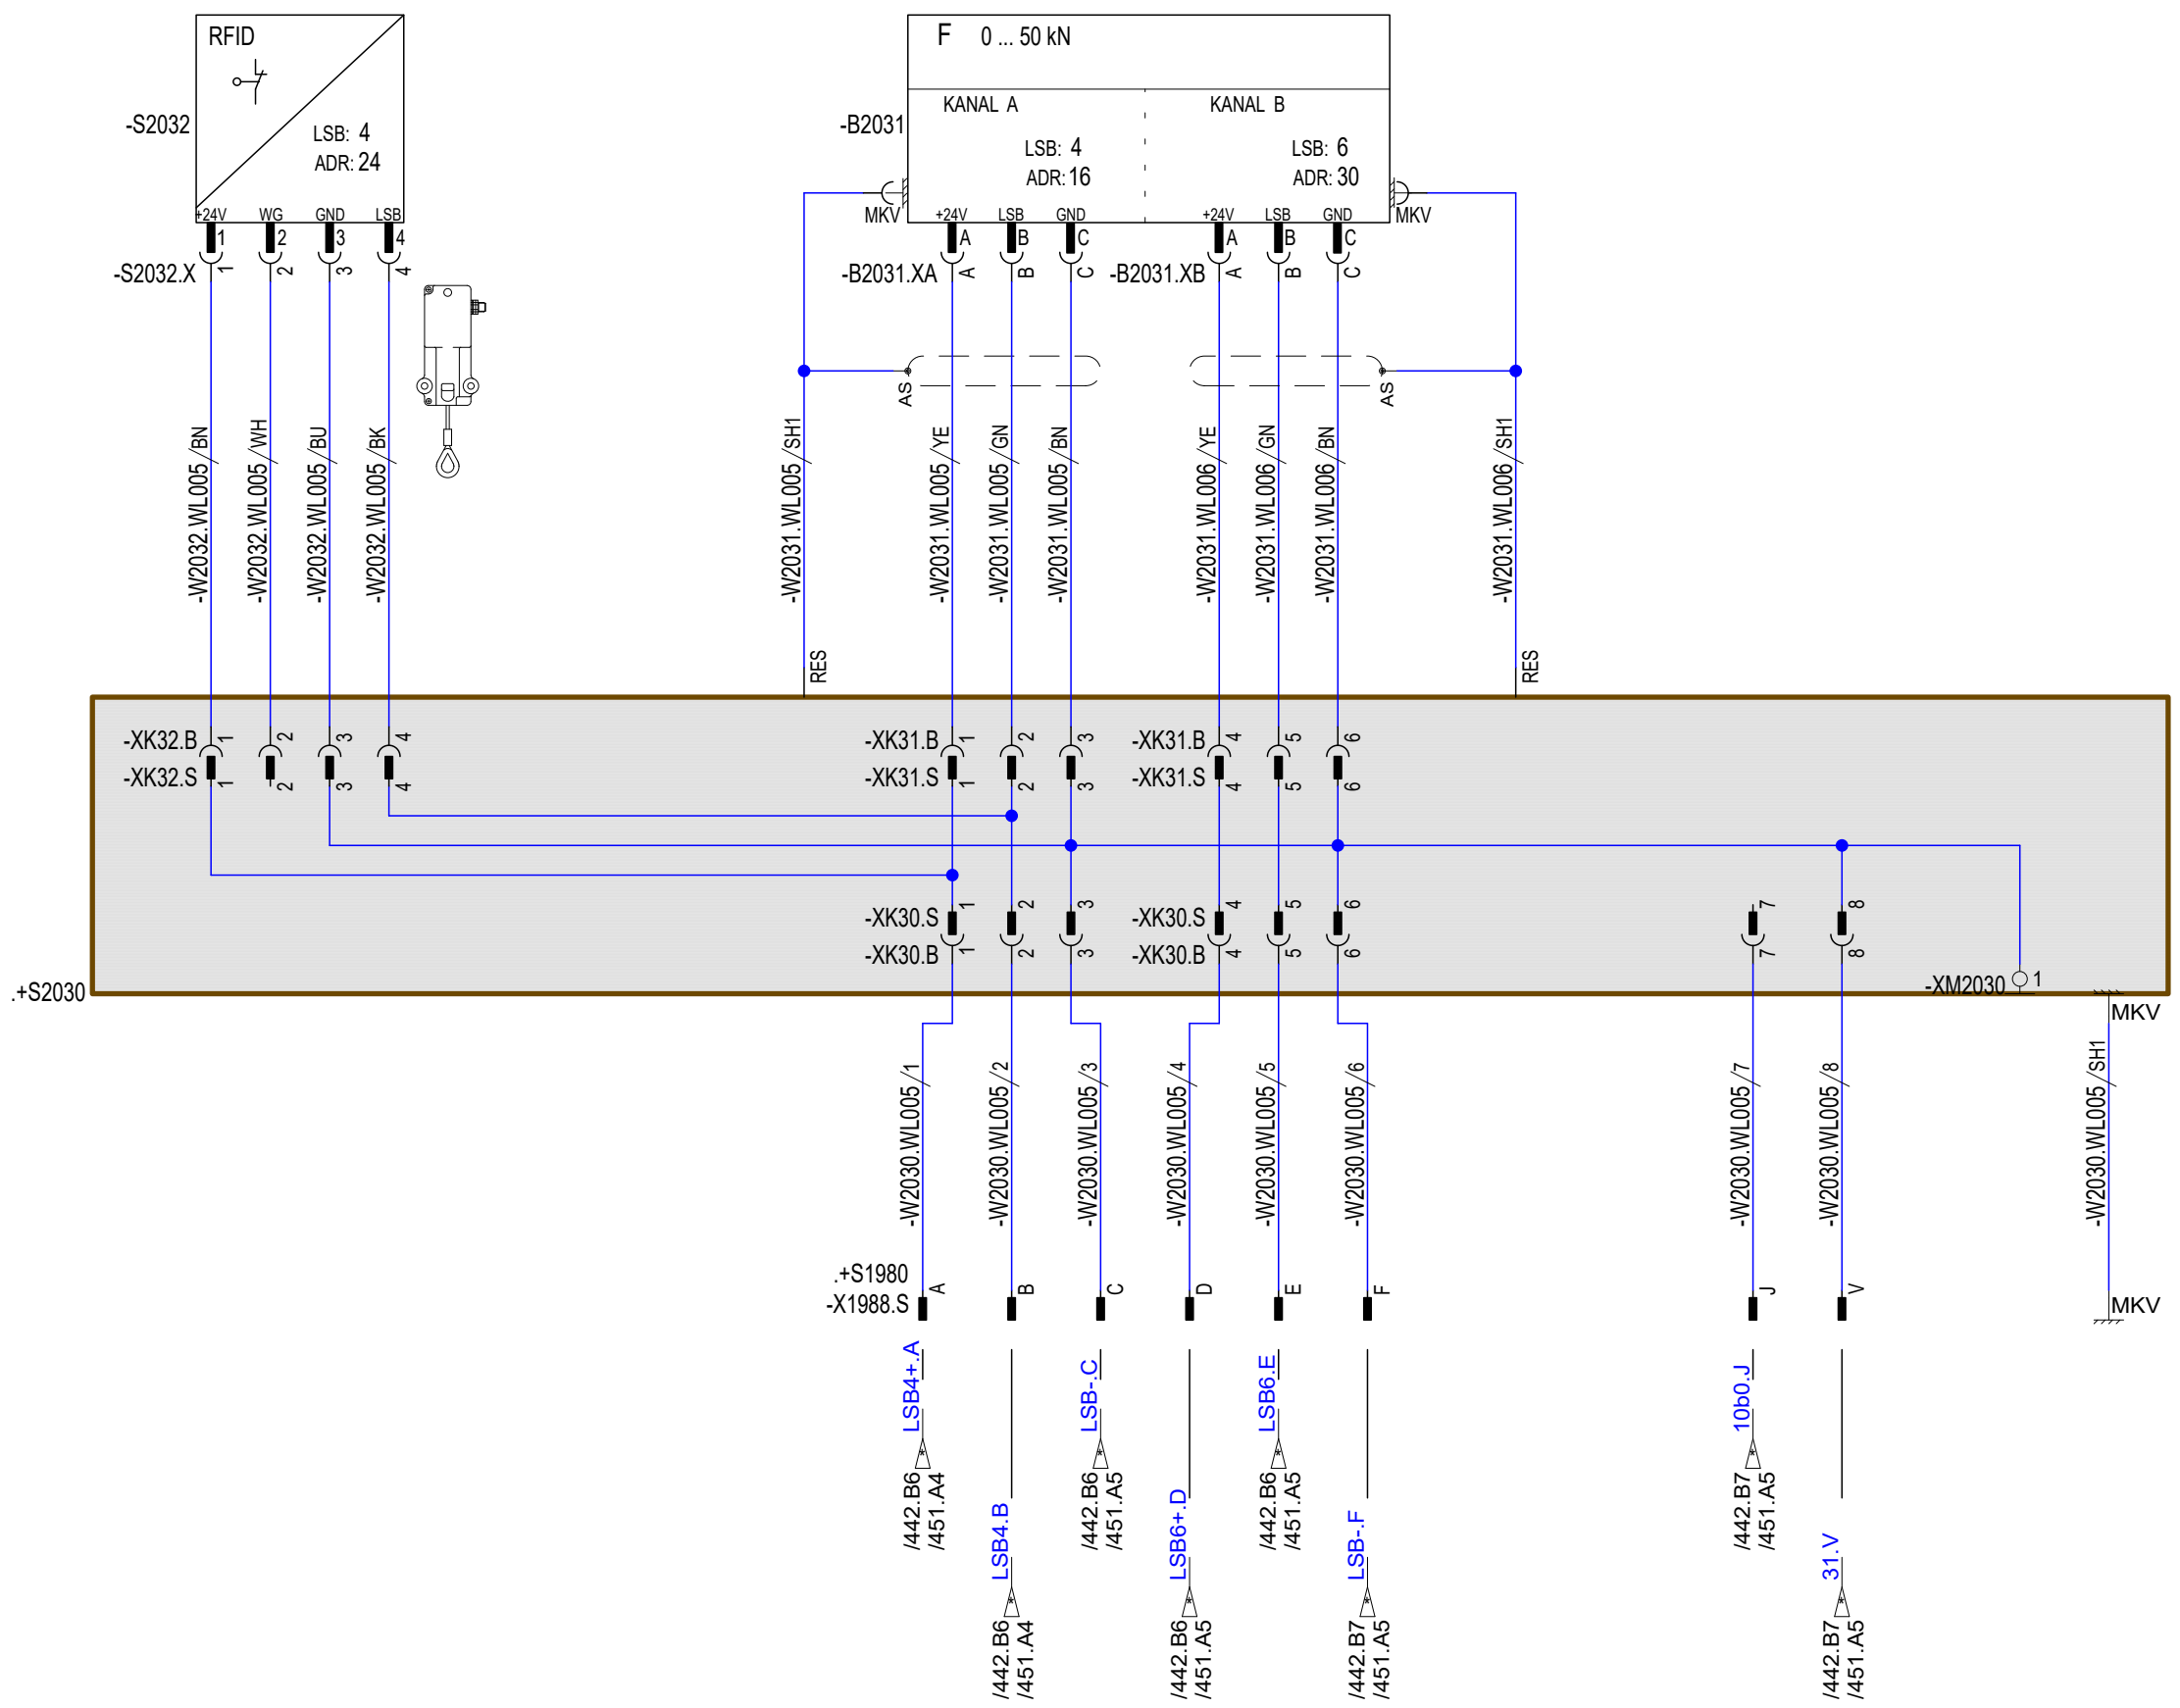 RFID
F 0 ... 50 kN
KANAL A KANAL B
-S2032 -B2031
LSB: 4 LSB: 4 LSB: 6
ADR: 24 ADR: 16 ADR: 30
+24V WG GND LSB MKV +24V LSB GND +24V LSB GND MKV
1 2 3 4 A B C A B C
-S2032.X 1 2 3 4 -B2031.XA A B C -B2031.XB A B C
AS AS
-W2032.WL005/BN
-W2032.WL005/WH
-W2032.WL005/BU
-W2032.WL005/BK
-W2031.WL005/SH1
-W2031.WL005/YE
-W2031.WL005/GN
-W2031.WL005/BN
-W2031.WL006/YE
-W2031.WL006/GN
-W2031.WL006/BN
-W2031.WL006/SH1
RES RES
-XK32.B 1 2 3 4 -XK31.B 1 2 3 -XK31.B 4 5 6
-XK32.S 1 2 3 4 -XK31.S 1 2 3 -XK31.S 4 5 6
-XK30.S 1 2 3 -XK30.S 4 5 6 7 8
-XK30.B 1 2 3 -XK30.B 4 5 6 7 8
.+S2030 -XM2030 1
MKV
-W2030.WL005/1
-W2030.WL005/2
-W2030.WL005/3
-W2030.WL005/4
-W2030.WL005/5
-W2030.WL005/6
-W2030.WL005/7
-W2030.WL005/8
-W2030.WL005/SH1
.+S1980
-X1988.S A B C D E F J V MKV
LSB4+.A
/442.B6
/451.A4
LSB4.B
/442.B6
/451.A4
LSB-.C
/442.B6
/451.A5
LSB6+.D
/442.B6
/451.A5
LSB6.E
/442.B6
/451.A5
LSB-.F
/442.B7
/451.A5
10b0.J
/442.B7
/451.A5
31.V
/442.B7
/451.A5